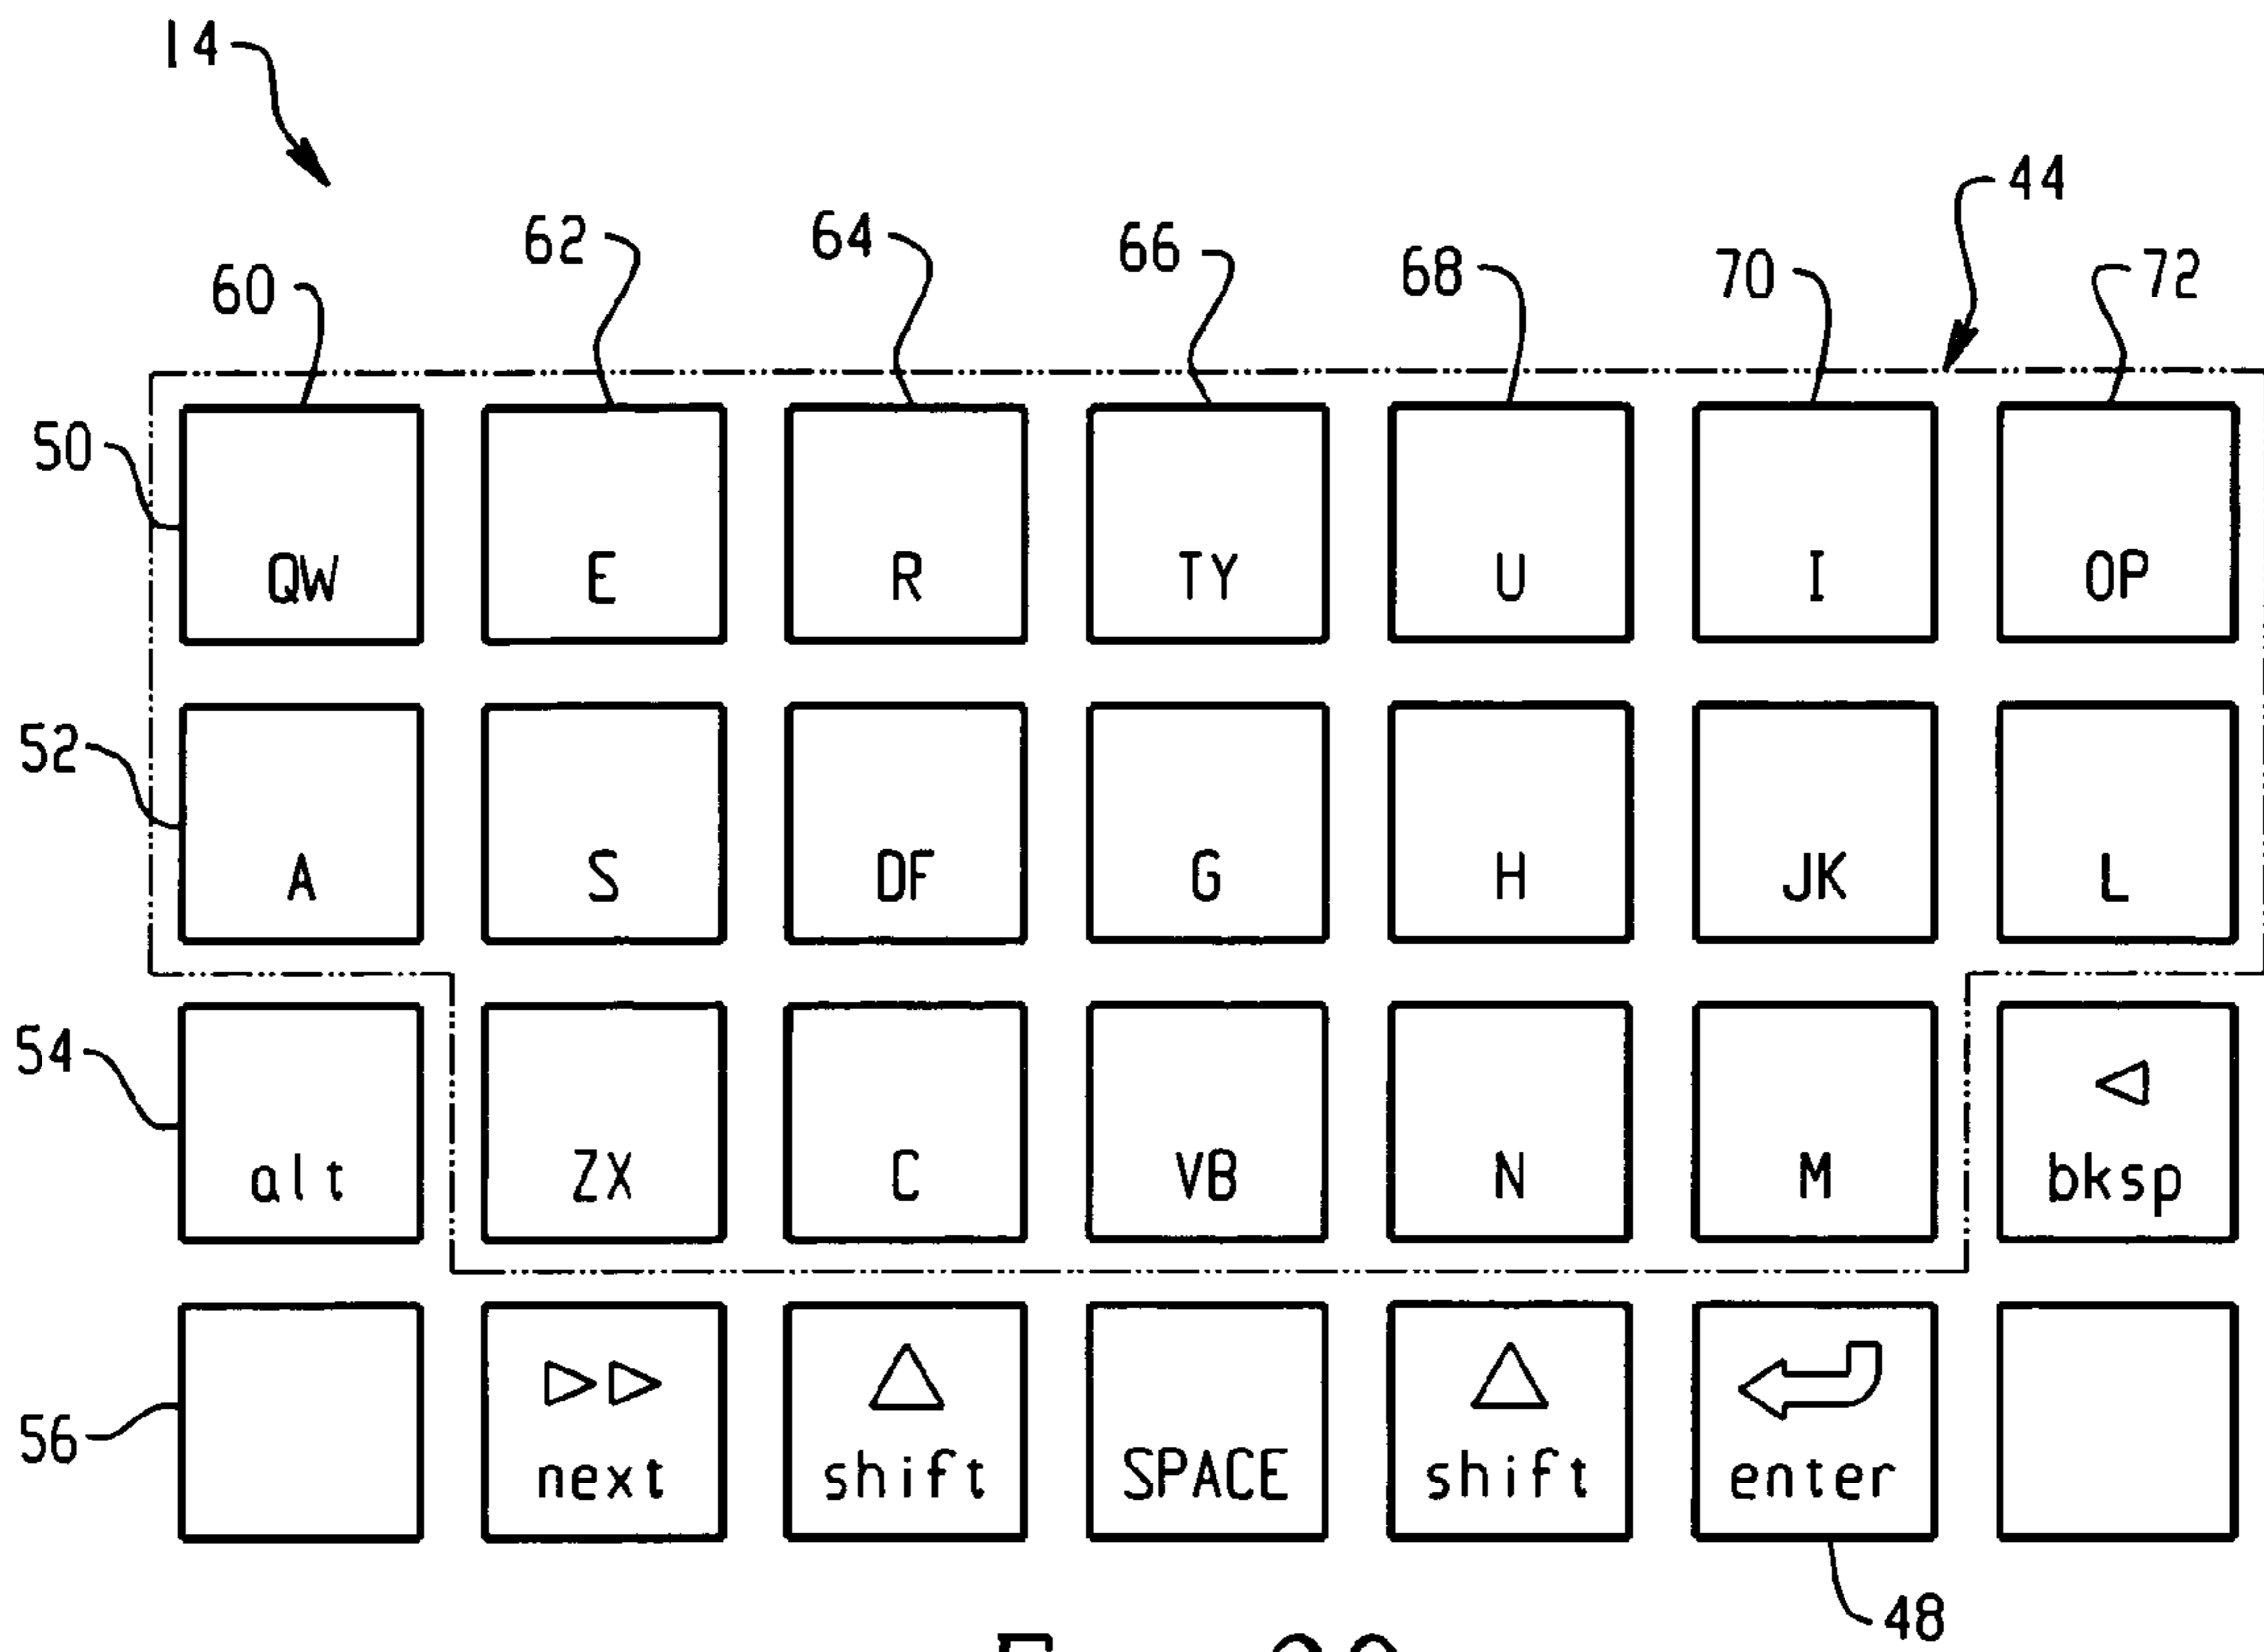 14
44
60 62 64 66 68 70 72
50
QW E R TY U I OP
52
A S DF G H JK L
54
alt ZX C VB N M bksp
56
next shift SPACE shift enter
48